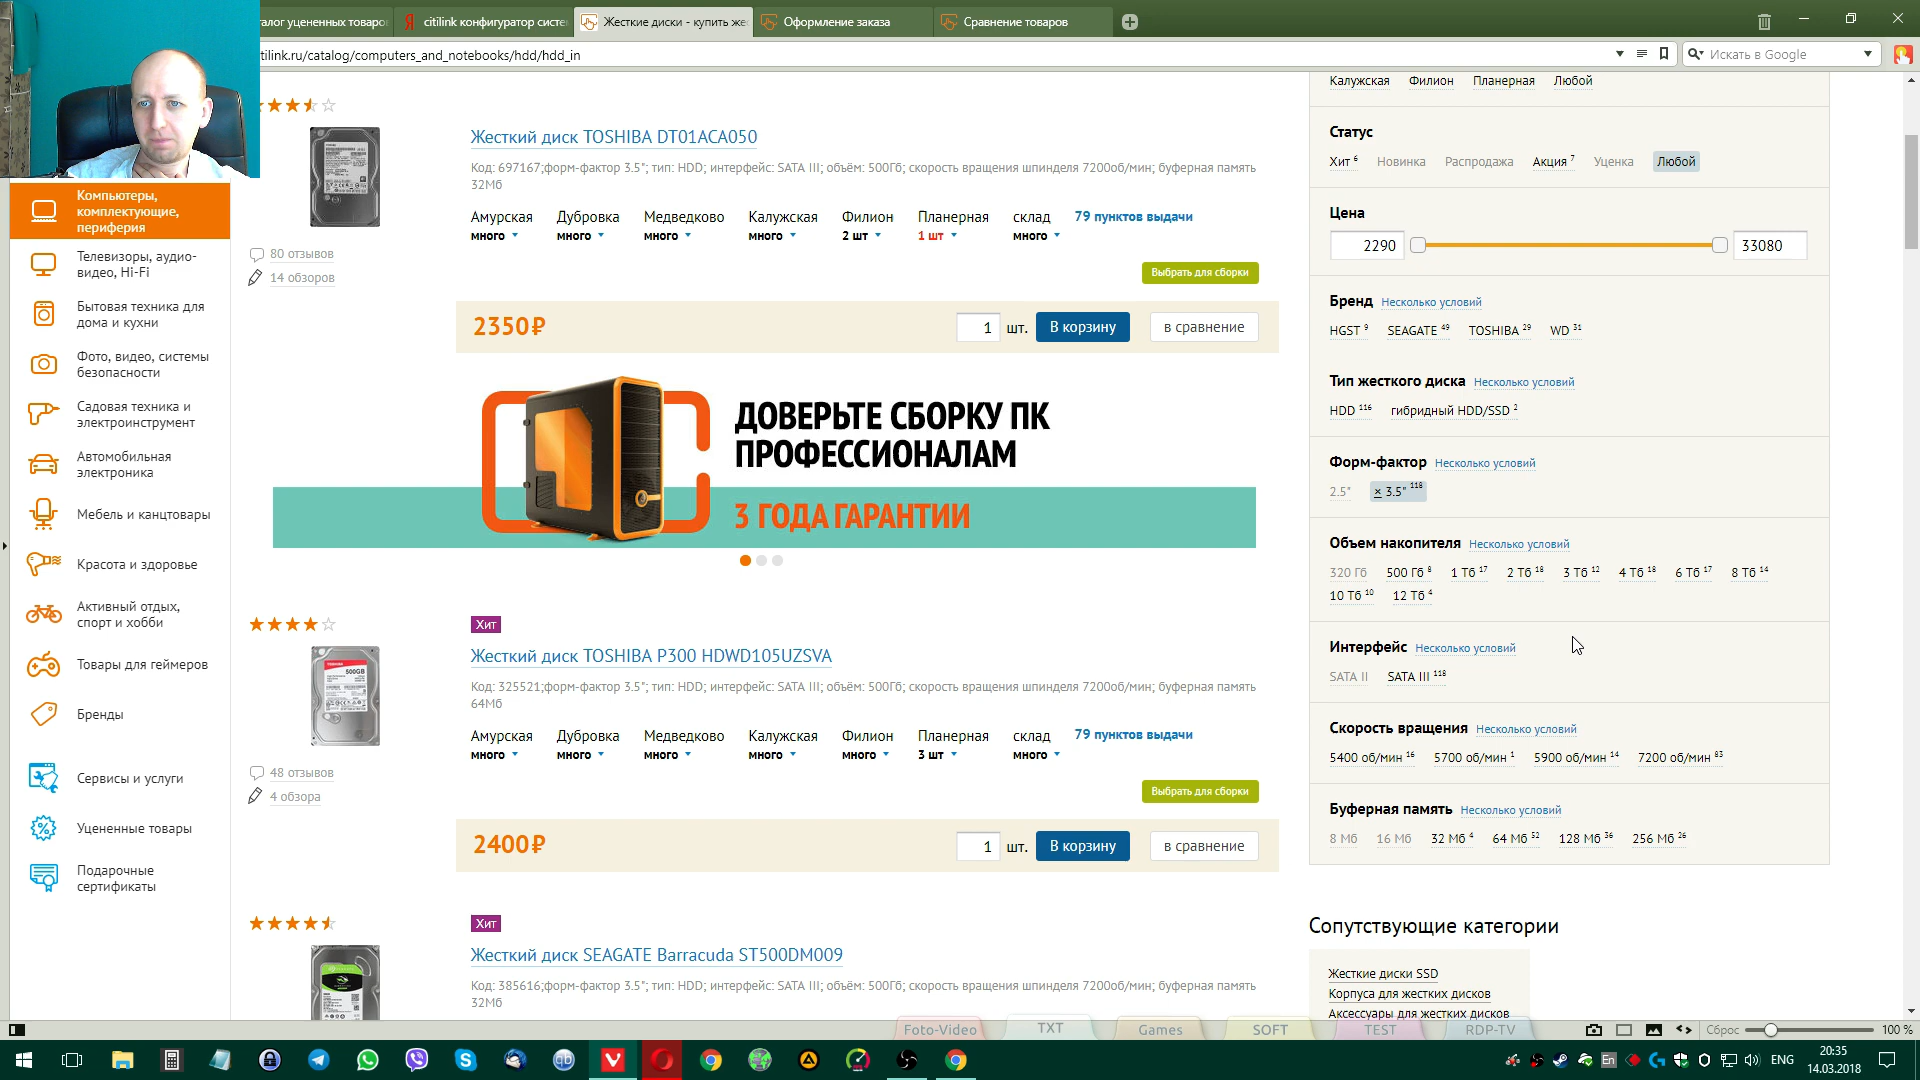 талог уцененных товаро
citilink конфигуратор систе
Жесткие диски - купить же
Оформление заказа
Сравнение товаров
tilink.ru/catalog/computers_and_notebooks/hdd/hdd_in
Искать в Google
Компьютеры,
комплектующие,
периферия
Телевизоры, аудио-
видео, Hi-Fi
Бытовая техника для
дома и кухни
Фото, видео, системы
безопасности
Садовая техника и
электроинструмент
Автомобильная
электроника
Мебель и канцтовары
Красота и здоровье
Активный отдых,
спорт и хобби
Товары для геймеров
Бренды
Сервисы и услуги
Уцененные товары
Подарочные
сертификаты
Жесткий диск TOSHIBA DT01ACA050
Код: 697167;форм-фактор 3.5"; тип: HDD; интерфейс: SATA III; объём: 500Гб; скорость вращения шпинделя 7200об/мин; буферная память
32Мб
Амурская Дубровка Медведково Калужская Филион Планерная склад 79 пунктов выдачи
много много много много 2 шт 1 шт много
80 отзывов
14 обзоров
Выбрать для сборки
2350₽
1 шт. В корзину в сравнение
ДОВЕРЬТЕ СБОРКУ ПК
ПРОФЕССИОНАЛАМ
3 ГОДА ГАРАНТИИ
Хит
Жесткий диск TOSHIBA P300 HDWD105UZSVA
Код: 325521;форм-фактор 3.5"; тип: HDD; интерфейс: SATA III; объём: 500Гб; скорость вращения шпинделя 7200об/мин; буферная память
64Мб
500GB
Амурская Дубровка Медведково Калужская Филион Планерная склад 79 пунктов выдачи
много много много много много 3 шт много
48 отзывов
4 обзора
Выбрать для сборки
2400₽
1 шт. В корзину в сравнение
Хит
Жесткий диск SEAGATE Barracuda ST500DM009
Код: 385616;форм-фактор 3.5"; тип: HDD; интерфейс: SATA III; объём: 500Гб; скорость вращения шпинделя 7200об/мин; буферная память
32Мб
Калужская Филион Планерная Любой
Статус
Хит 6 Новинка Распродажа Акция 7 Уценка Любой
Цена
2290 33080
Бренд Несколько условий
HGST 9 SEAGATE 49 TOSHIBA 29 WD 31
Тип жесткого диска Несколько условий
HDD 116 гибридный HDD/SSD 2
Форм-фактор Несколько условий
2.5" × 3.5" 118
Объем накопителя Несколько условий
320 Гб 500 Гб 8 1 Тб 17 2 Тб 18 3 Тб 12 4 Тб 18 6 Тб 17 8 Тб 14
10 Тб 10 12 Тб 4
Интерфейс Несколько условий
SATA II SATA III 118
Скорость вращения Несколько условий
5400 об/мин 16 5700 об/мин 1 5900 об/мин 14 7200 об/мин 83
Буферная память Несколько условий
8 Мб 16 Мб 32 Мб 4 64 Мб 52 128 Мб 36 256 Мб 26
Сопутствующие категории
Жесткие диски SSD
Корпуса для жестких дисков
Аксессуары для жестких дисков
Foto-Video TXT Games SOFT TEST RDP-TV
Сброс 100 %
En
ENG
20:35
14.03.2018